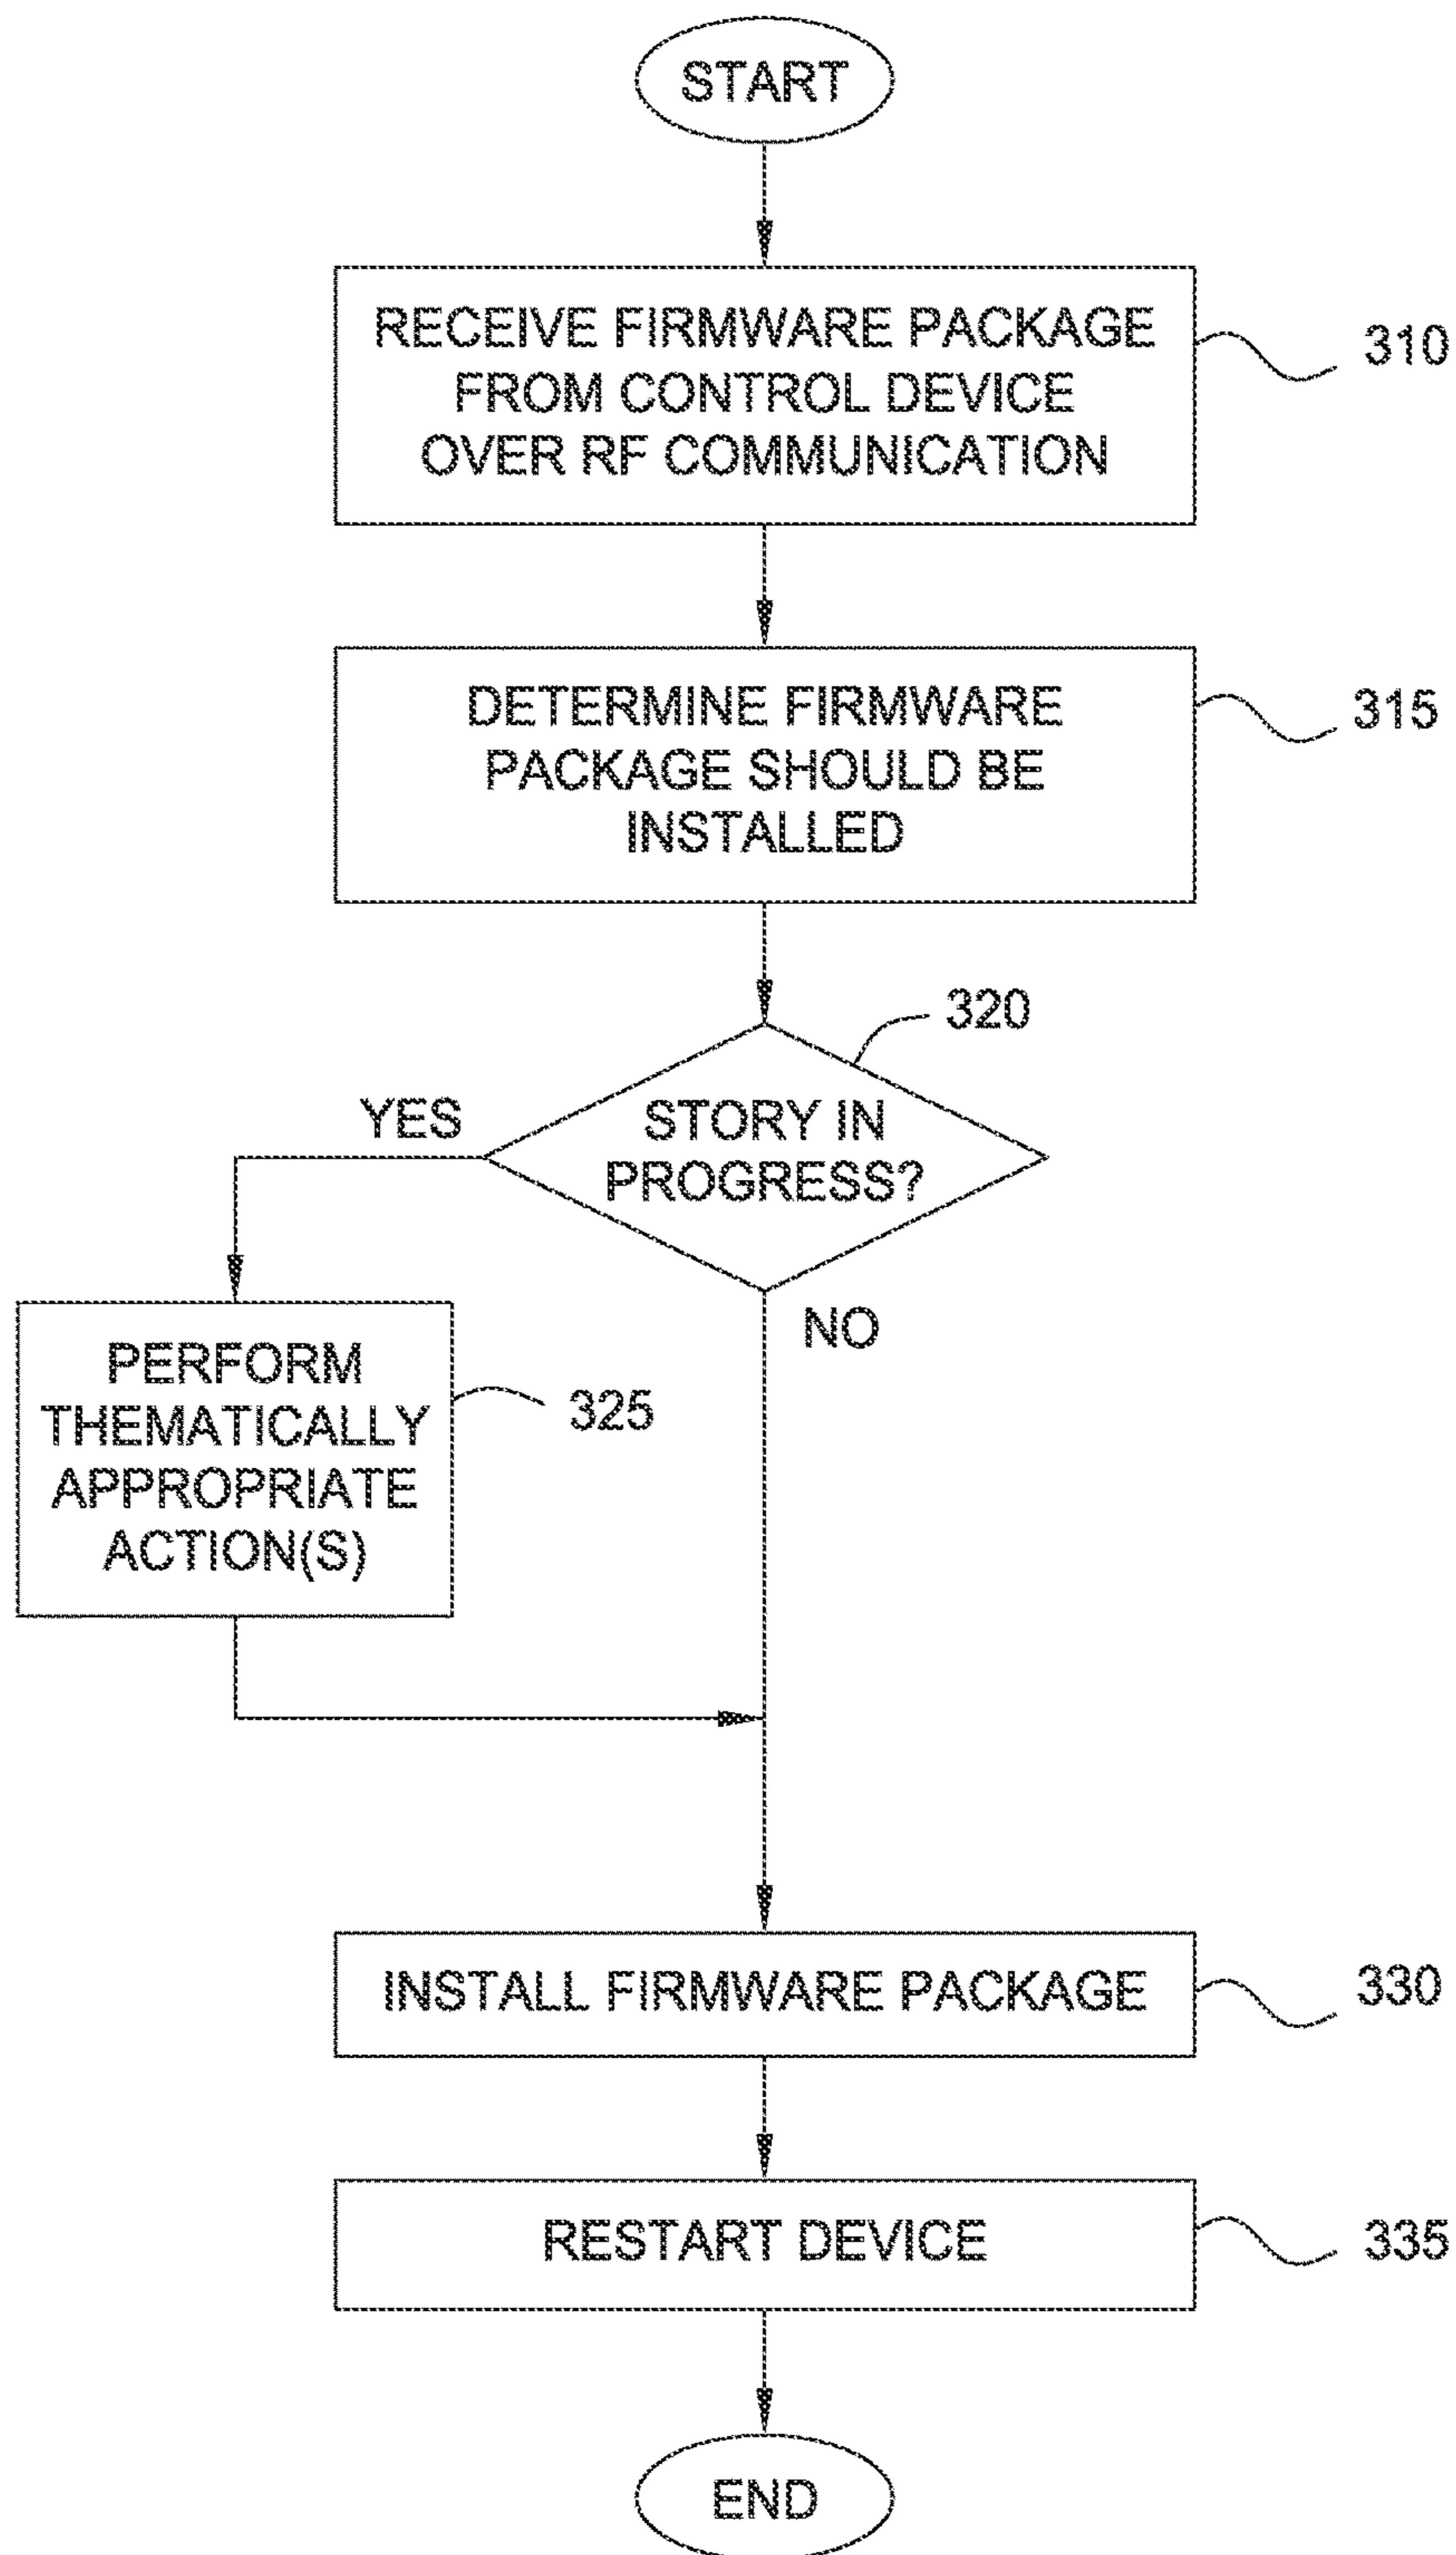 START
RECEIVE FIRMWARE PACKAGE
FROM CONTROL DEVICE
OVER RF COMMUNICATION
310
DETERMINE FIRMWARE
PACKAGE SHOULD BE
INSTALLED
315
320
STORY IN
PROGRESS?
YES
NO
PERFORM
THEMATICALLY
APPROPRIATE
ACTION(S)
325
INSTALL FIRMWARE PACKAGE
330
RESTART DEVICE
335
END